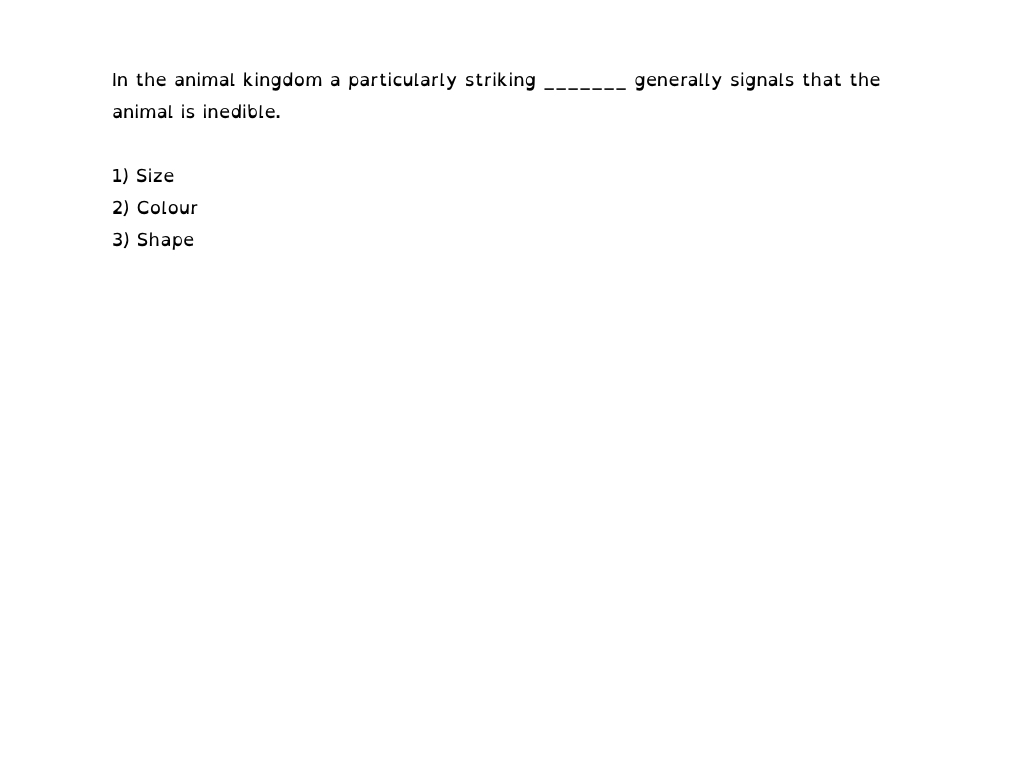 In the animal kingdom a particularly striking _______ generally signals that the
animal is inedible.
1) Size
2) Colour
3) Shape